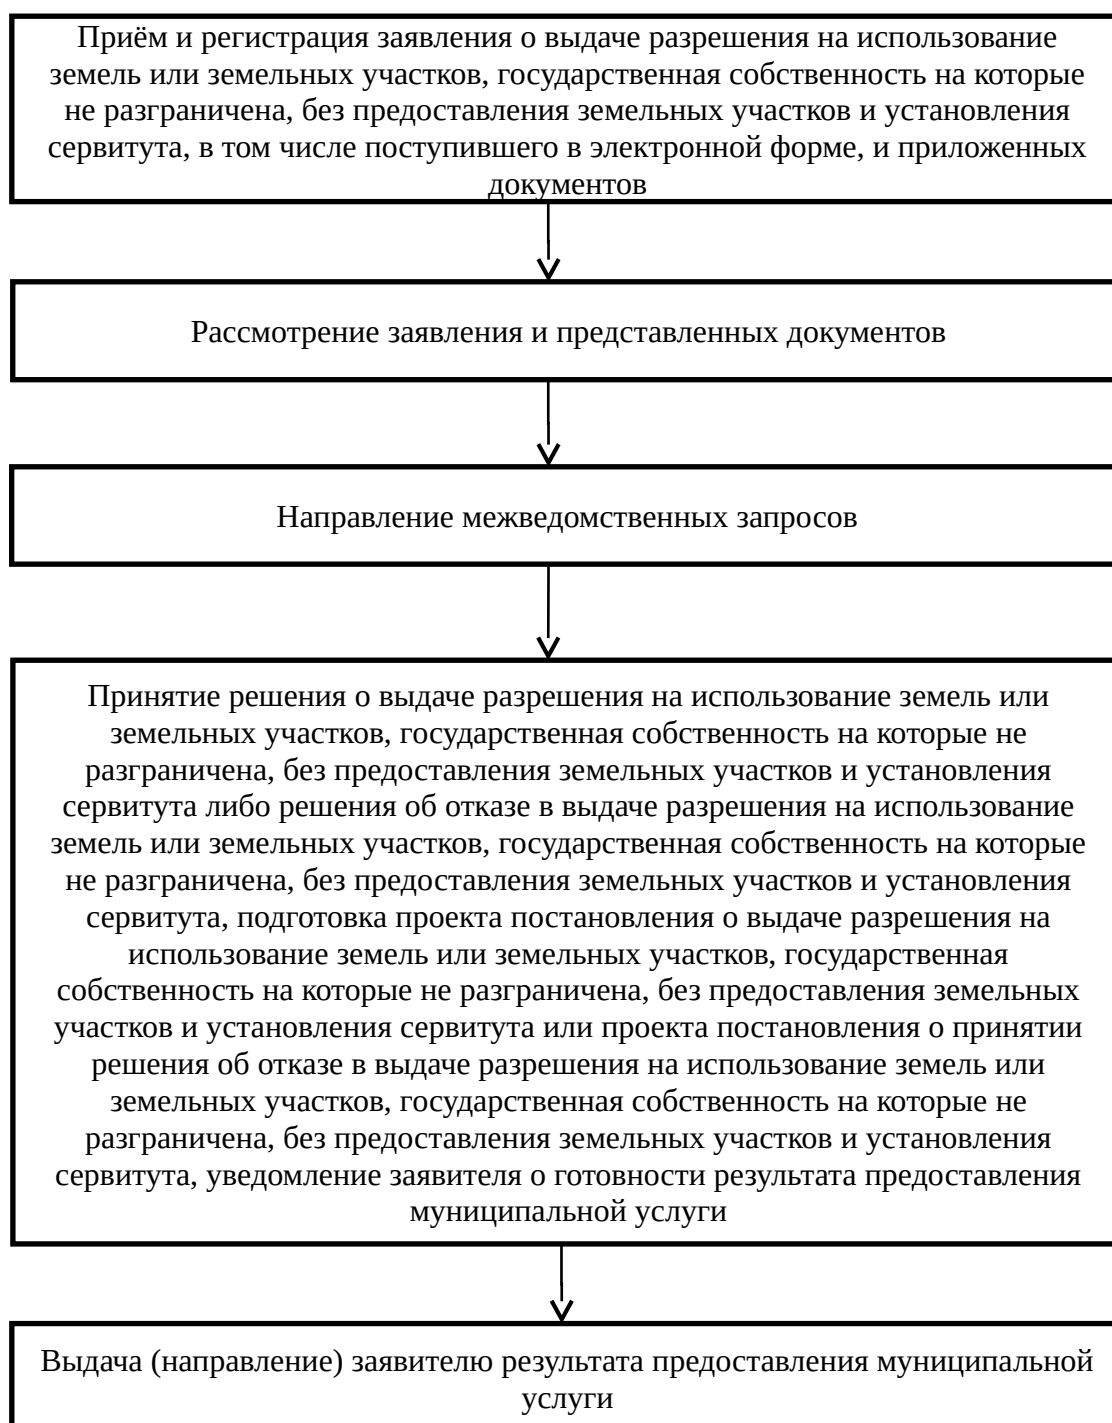 Приём и регистрация заявления о выдаче разрешения на использование
земель или земельных участков, государственная собственность на которые
не разграничена, без предоставления земельных участков и установления
сервитута, в том числе поступившего в электронной форме, и приложенных
документов
Рассмотрение заявления и представленных документов
Направление межведомственных запросов
Принятие решения о выдаче разрешения на использование земель или
земельных участков, государственная собственность на которые не
разграничена, без предоставления земельных участков и установления
сервитута либо решения об отказе в выдаче разрешения на использование
земель или земельных участков, государственная собственность на которые
не разграничена, без предоставления земельных участков и установления
сервитута, подготовка проекта постановления о выдаче разрешения на
использование земель или земельных участков, государственная
собственность на которые не разграничена, без предоставления земельных
участков и установления сервитута или проекта постановления о принятии
решения об отказе в выдаче разрешения на использование земель или
земельных участков, государственная собственность на которые не
разграничена, без предоставления земельных участков и установления
сервитута, уведомление заявителя о готовности результата предоставления
муниципальной услуги
Выдача (направление) заявителю результата предоставления муниципальной
услуги